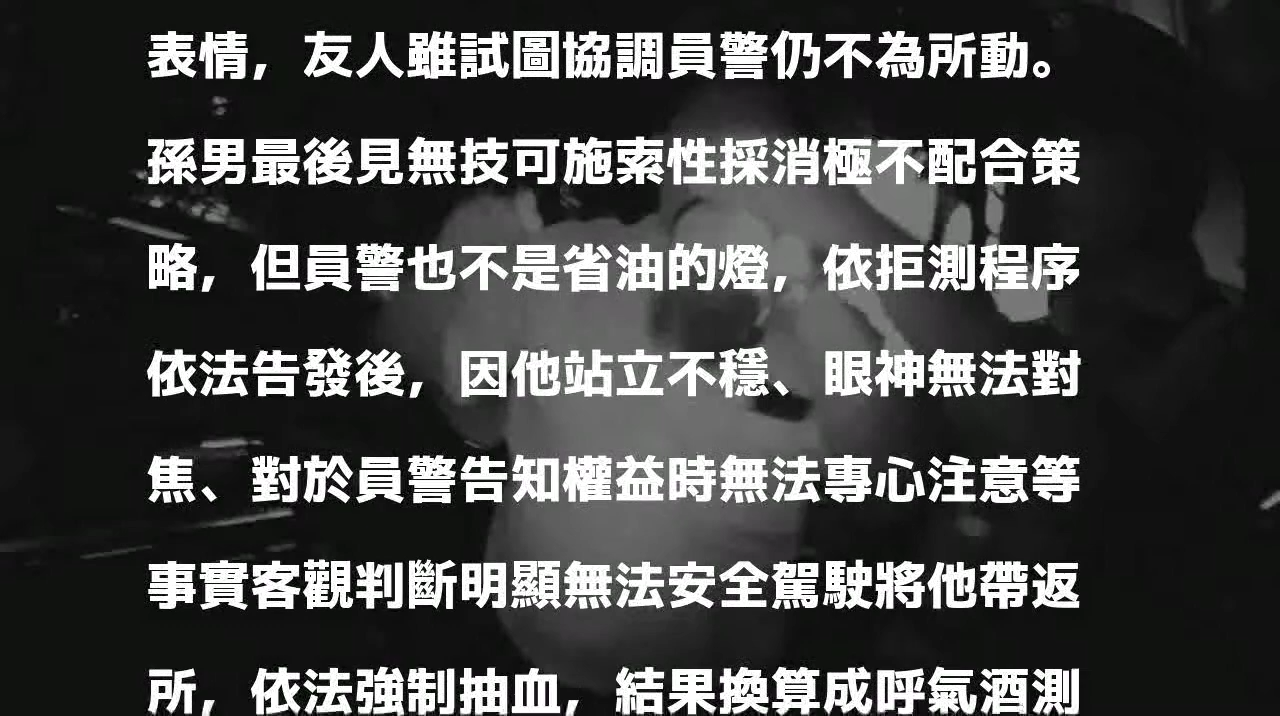 表情，友人雖試圖協調員警仍不為所動。
孫男最後見無技可施索性採消極不配合策
略，但員警也不是省油的燈，依拒測程序
依法告發後，因他站立不穩、眼神無法對
焦、對於員警告知權益時無法專心注意等
事實客觀判斷明顯無法安全駕駛將他帶返
所，依法強制抽血，結果換算成呼氣酒測